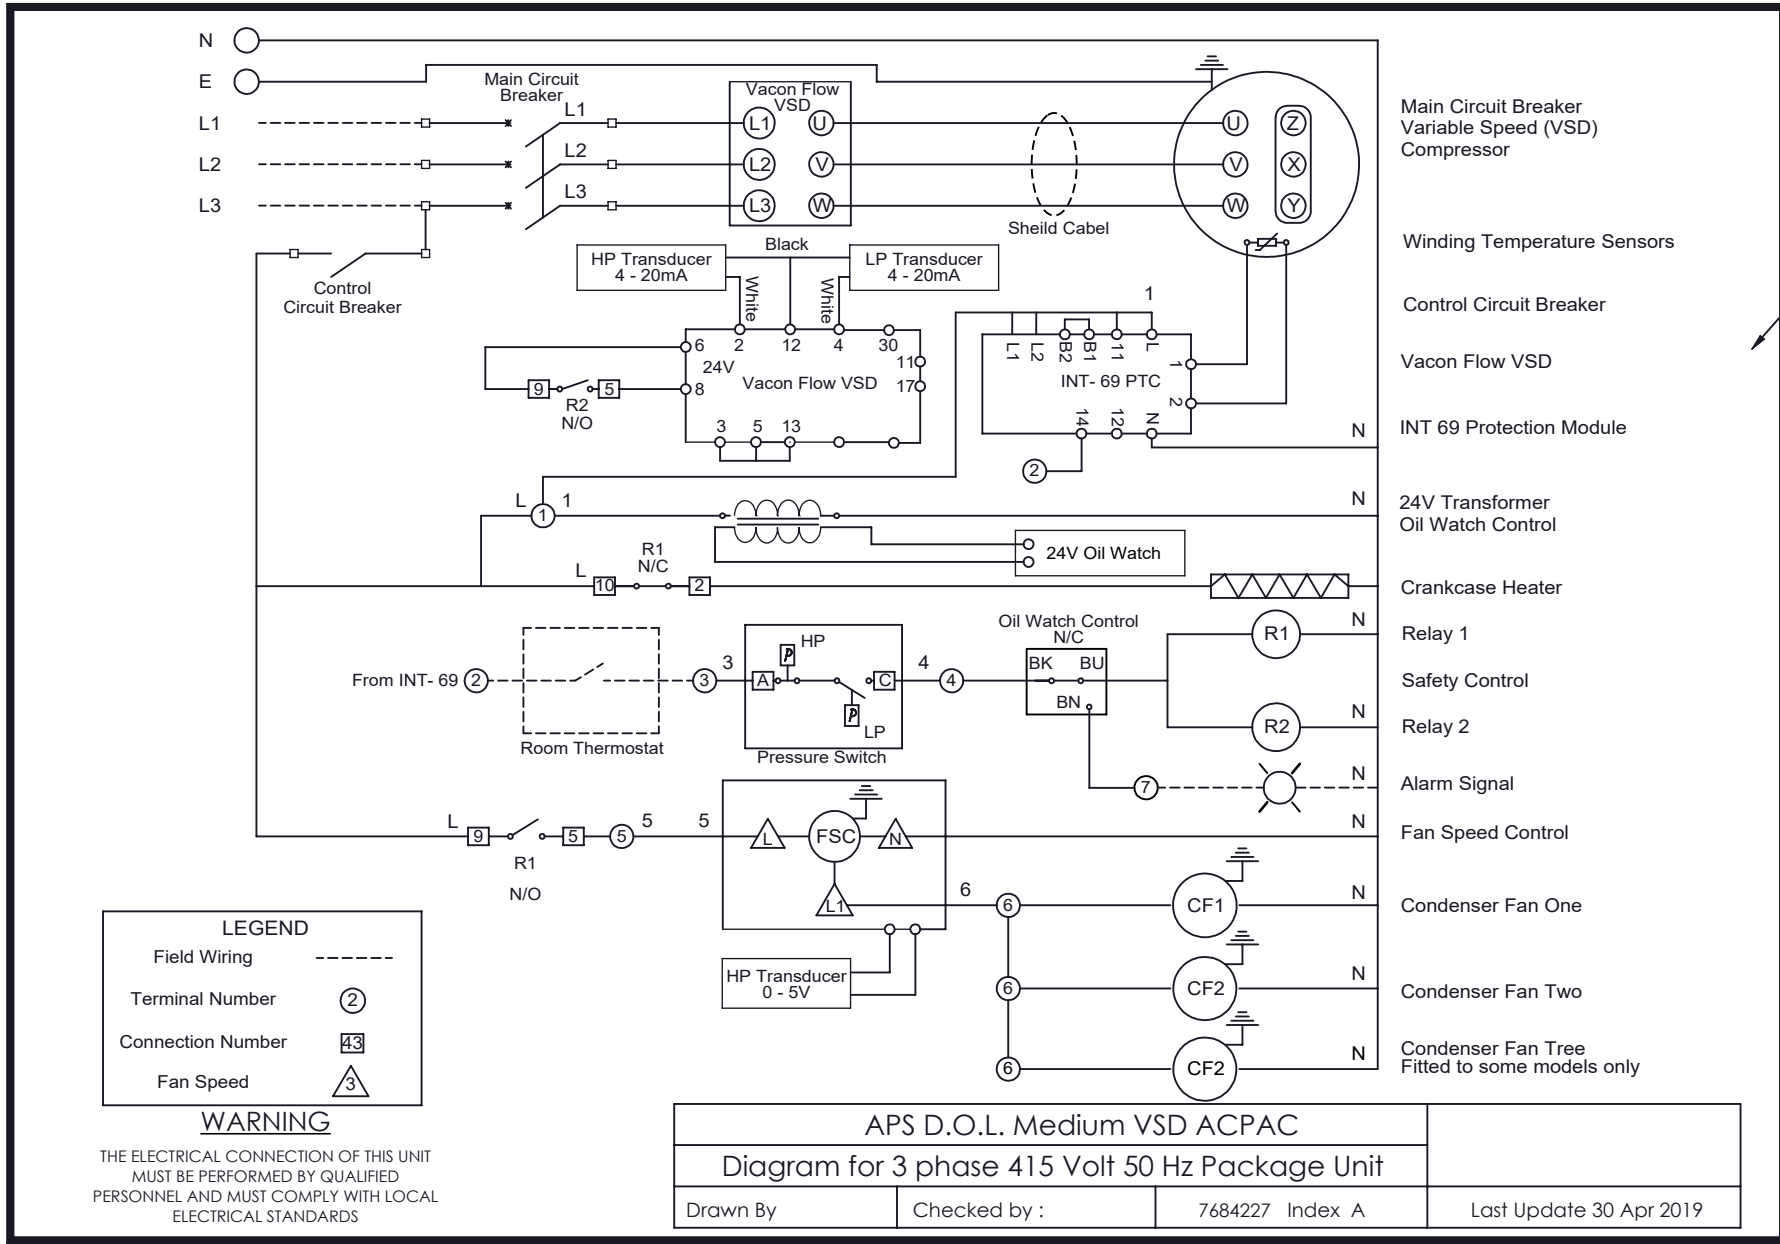 N
E
L1
L2
L3
Main Circuit
Breaker
L1
L2
L3
Vacon Flow
VSD
L1 U
L2 V
L3 W
Sheild Cabel
U Z
V X
W Y
Main Circuit Breaker
Variable Speed (VSD)
Compressor
Winding Temperature Sensors
Control Circuit Breaker
Vacon Flow VSD
INT 69 Protection Module
24V Transformer
Oil Watch Control
Crankcase Heater
Relay 1
Safety Control
Relay 2
Alarm Signal
Fan Speed Control
Condenser Fan One
Condenser Fan Two
Condenser Fan Tree
Fitted to some models only
Control
Circuit Breaker
HP Transducer
4 - 20mA
Black
LP Transducer
4 - 20mA
White
White
6 2 12 4 30
24V
11
Vacon Flow VSD
17
8
3 5 13
9 5
R2
N/O
1
L1 L2 B2 B1 11 L
INT- 69 PTC
1
2
14 12 N
N
2
L 1 1
N
24V Oil Watch
R1
N/C
L
10 2
From INT- 69 2
Room Thermostat
3 3
HP
A C
LP
Pressure Switch
4 4
Oil Watch Control
N/C
BK BU
BN
R1 N
R2 N
7 N
L
9 5 5 5 5
R1
N/O
L FSC N
N
L1
6
HP Transducer
0 - 5V
6 CF1 N
6 CF2 N
6 CF2 N
LEGEND
Field Wiring
Terminal Number 2
Connection Number 43
Fan Speed 3
WARNING
THE ELECTRICAL CONNECTION OF THIS UNIT
MUST BE PERFORMED BY QUALIFIED
PERSONNEL AND MUST COMPLY WITH LOCAL
ELECTRICAL STANDARDS
APS D.O.L. Medium VSD ACPAC
Diagram for 3 phase 415 Volt 50 Hz Package Unit
Drawn By
Checked by :
7684227 Index A
Last Update 30 Apr 2019